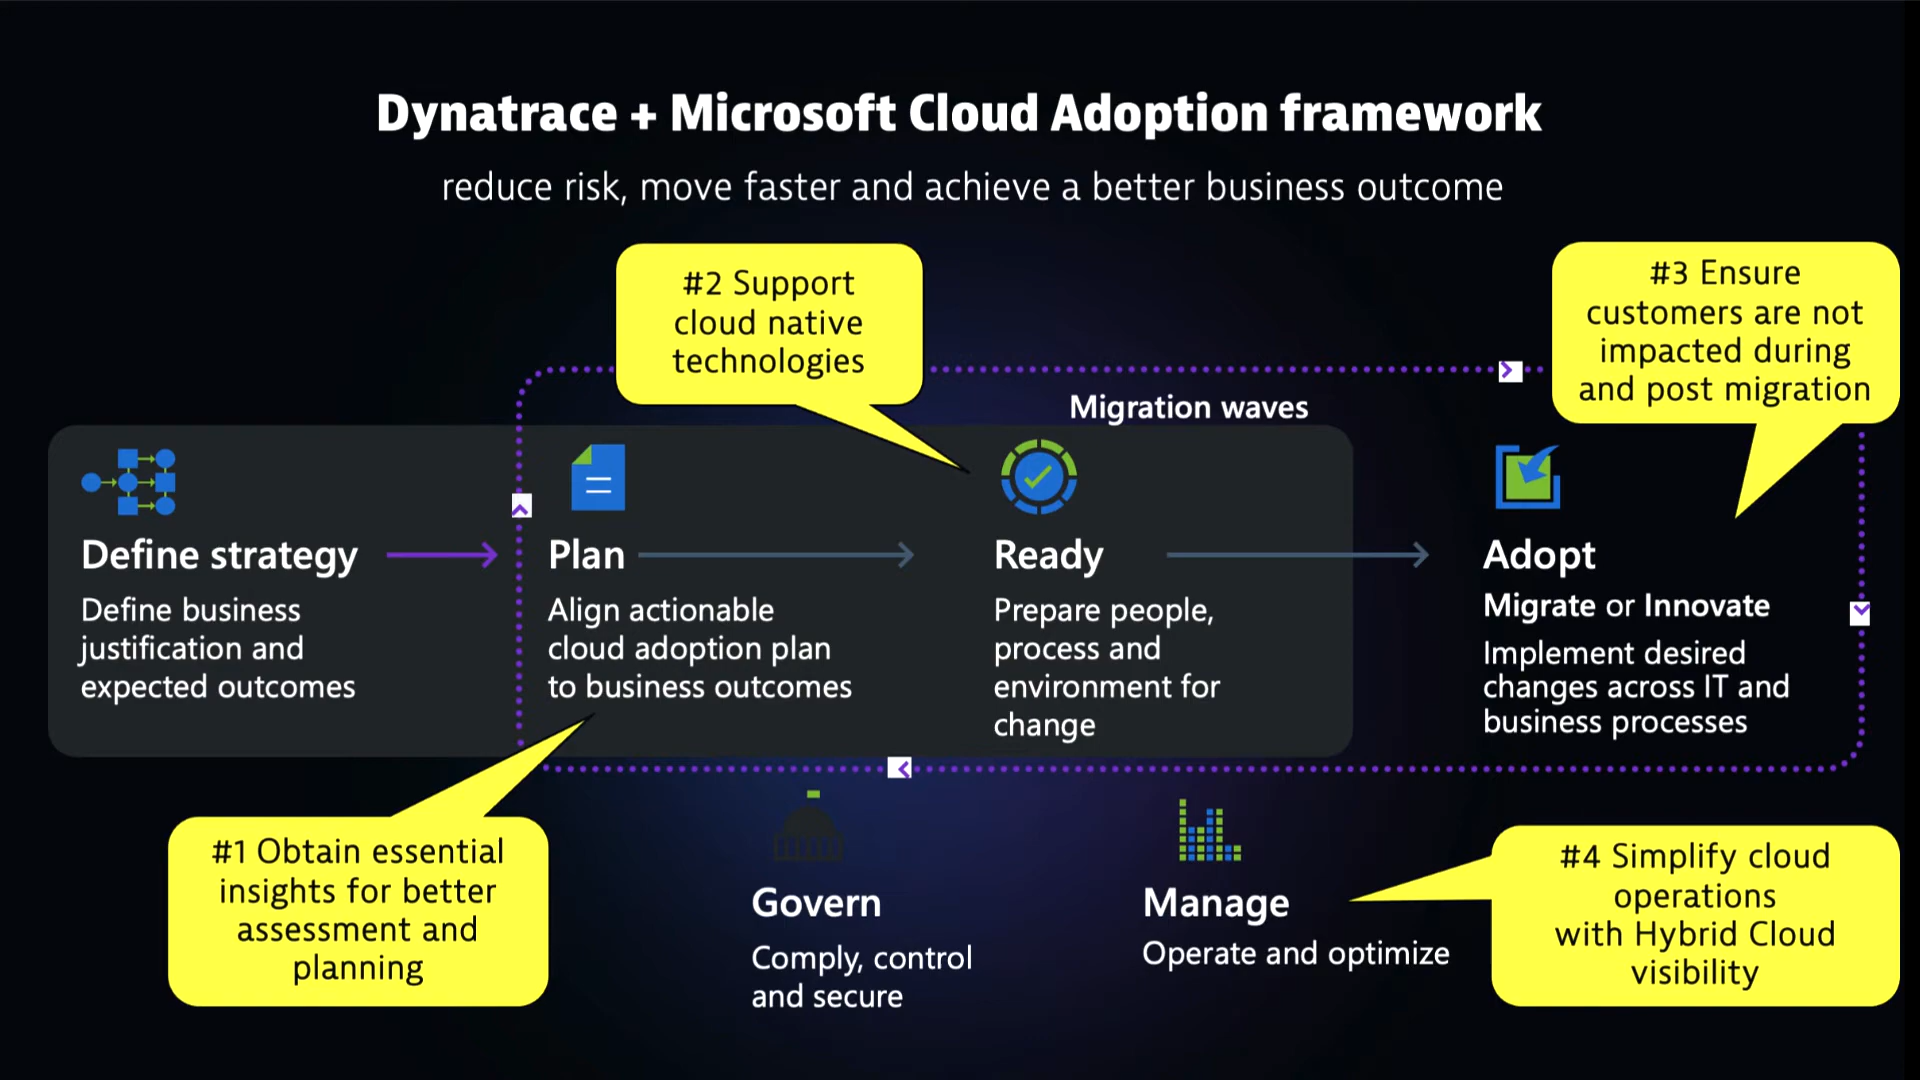 Dynatrace + Microsoft Cloud Adoption framework
reduce risk, move faster and achieve a better business outcome
#2 Support
cloud native
technologies
#3 Ensure
customers are not
impacted during
and post migration
Migration waves
Define strategy
Define business
justification and
expected outcomes
Plan
Align actionable
cloud adoption plan
to business outcomes
Ready
Prepare people,
process and
environment for
change
Adopt
Migrate or Innovate
Implement desired
changes across IT and
business processes
#1 Obtain essential
insights for better
assessment and
planning
Govern
Comply, control
and secure
Manage
Operate and optimize
#4 Simplify cloud
operations
with Hybrid Cloud
visibility